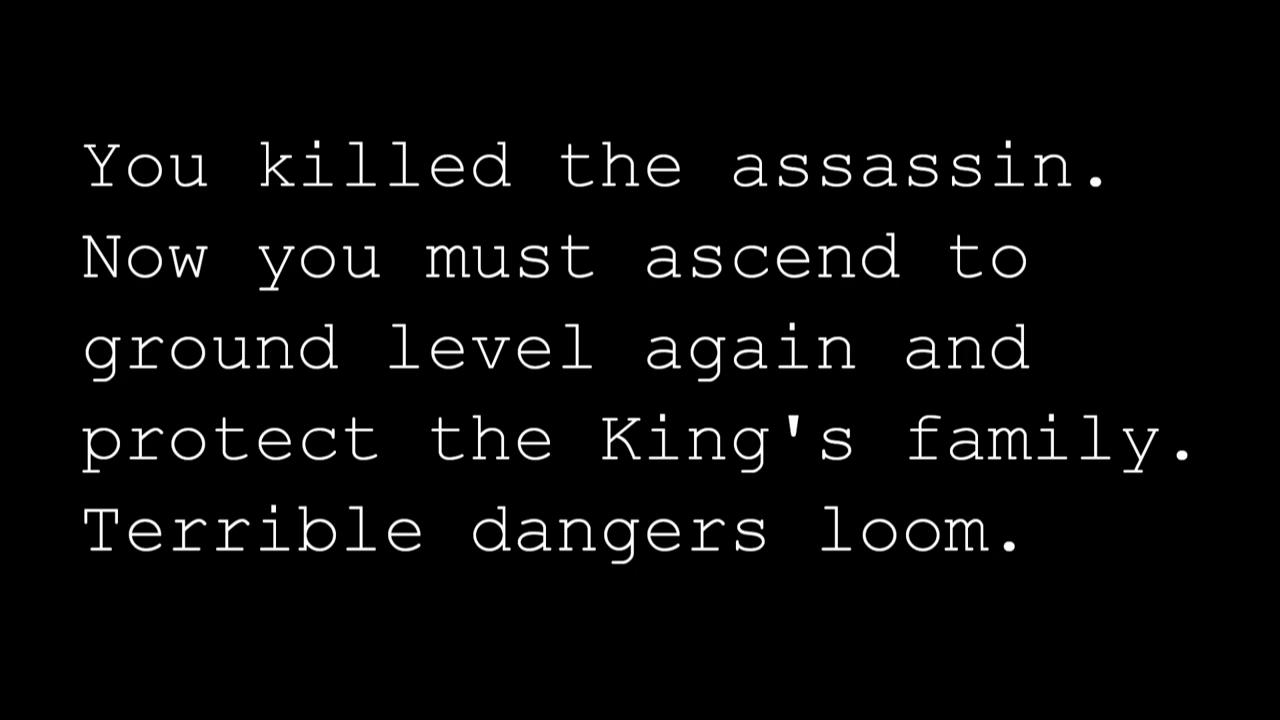 You killed the assassin.
Now you must ascend to
ground level again and
protect the King's family.
Terrible dangers loom.